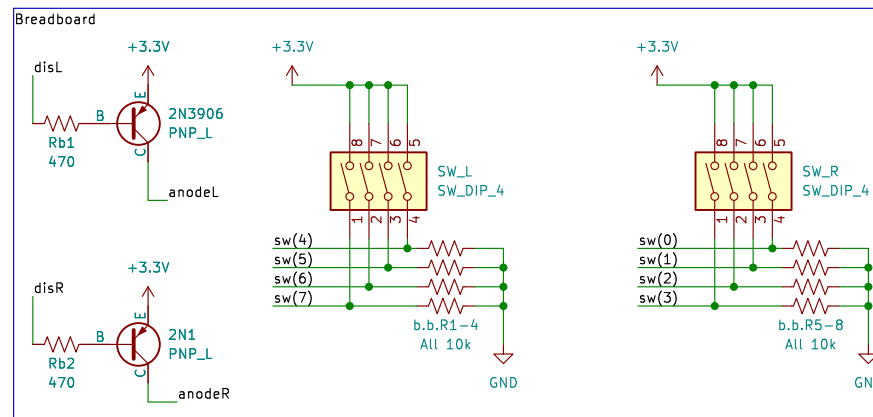 Breadboard
+3.3V
disL
E
B
C
2N3906
PNP_L
Rb1
470
anodeL
+3.3V
8
7
6
5
SW_L
SW_DIP_4
1
2
3
4
sw(4)
sw(5)
sw(6)
sw(7)
b.b.R1-4
All 10k
GND
+3.3V
8
7
6
5
SW_R
SW_DIP_4
1
2
3
4
sw(0)
sw(1)
sw(2)
sw(3)
b.b.R5-8
All 10k
GN
+3.3V
disR
E
B
C
2N1
PNP_L
Rb2
470
anodeR